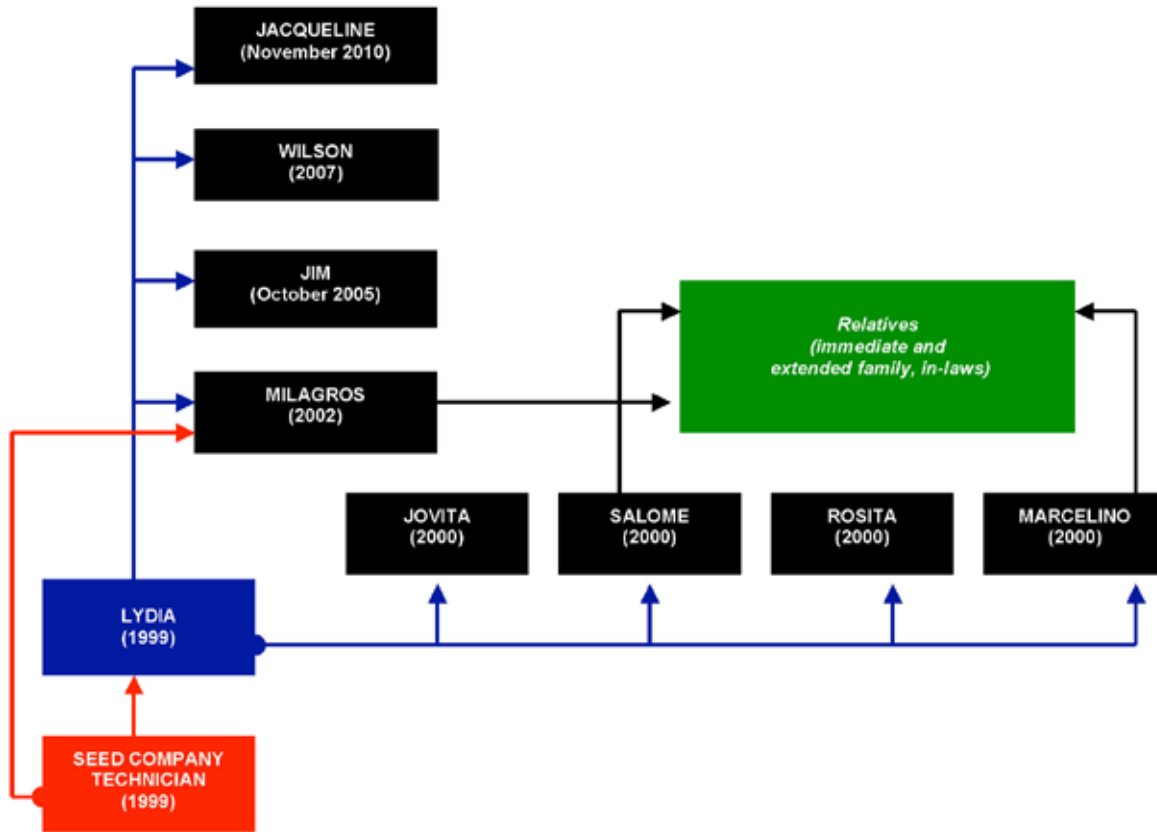 JACQUELINE
(November 2010)
WILSON
(2007)
JIM
(October 2005)
Relatives
(immediate and
extended family, in-laws)
MILAGROS
(2002)
JOVITA
(2000)
SALOME
(2000)
ROSITA
(2000)
MARCELINO
(2000)
LYDIA
(1999)
SEED COMPANY
TECHNICIAN
(1999)